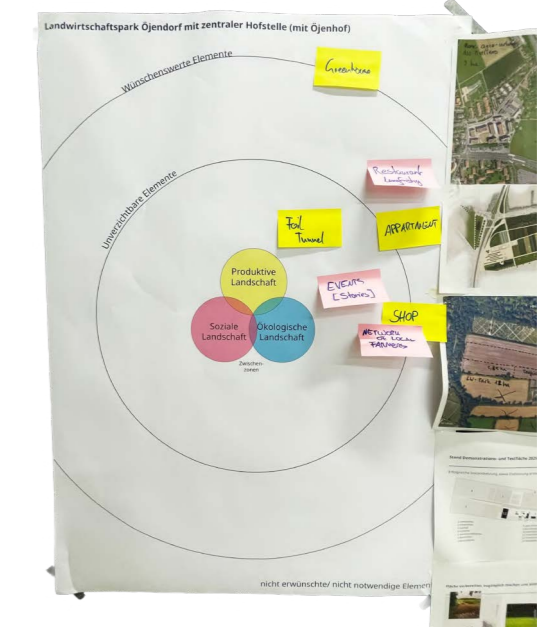 Landwirtschaftspark Öjendorf mit zentraler Hofstelle (mit Öjenhof)
Wünschenswerte Elemente
Unverzichtbare Elemente
Restaurant
Foil
Tunnel
APPARTMENT
EVENTS
[Stories]
SHOP
NETWORK
OF LOCAL
FARMERS
Produktive
Landschaft
Soziale
Landschaft
Ökologische
Landschaft
Zwischen-
zonen
nicht erwünschte/ nicht notwendige Elemen